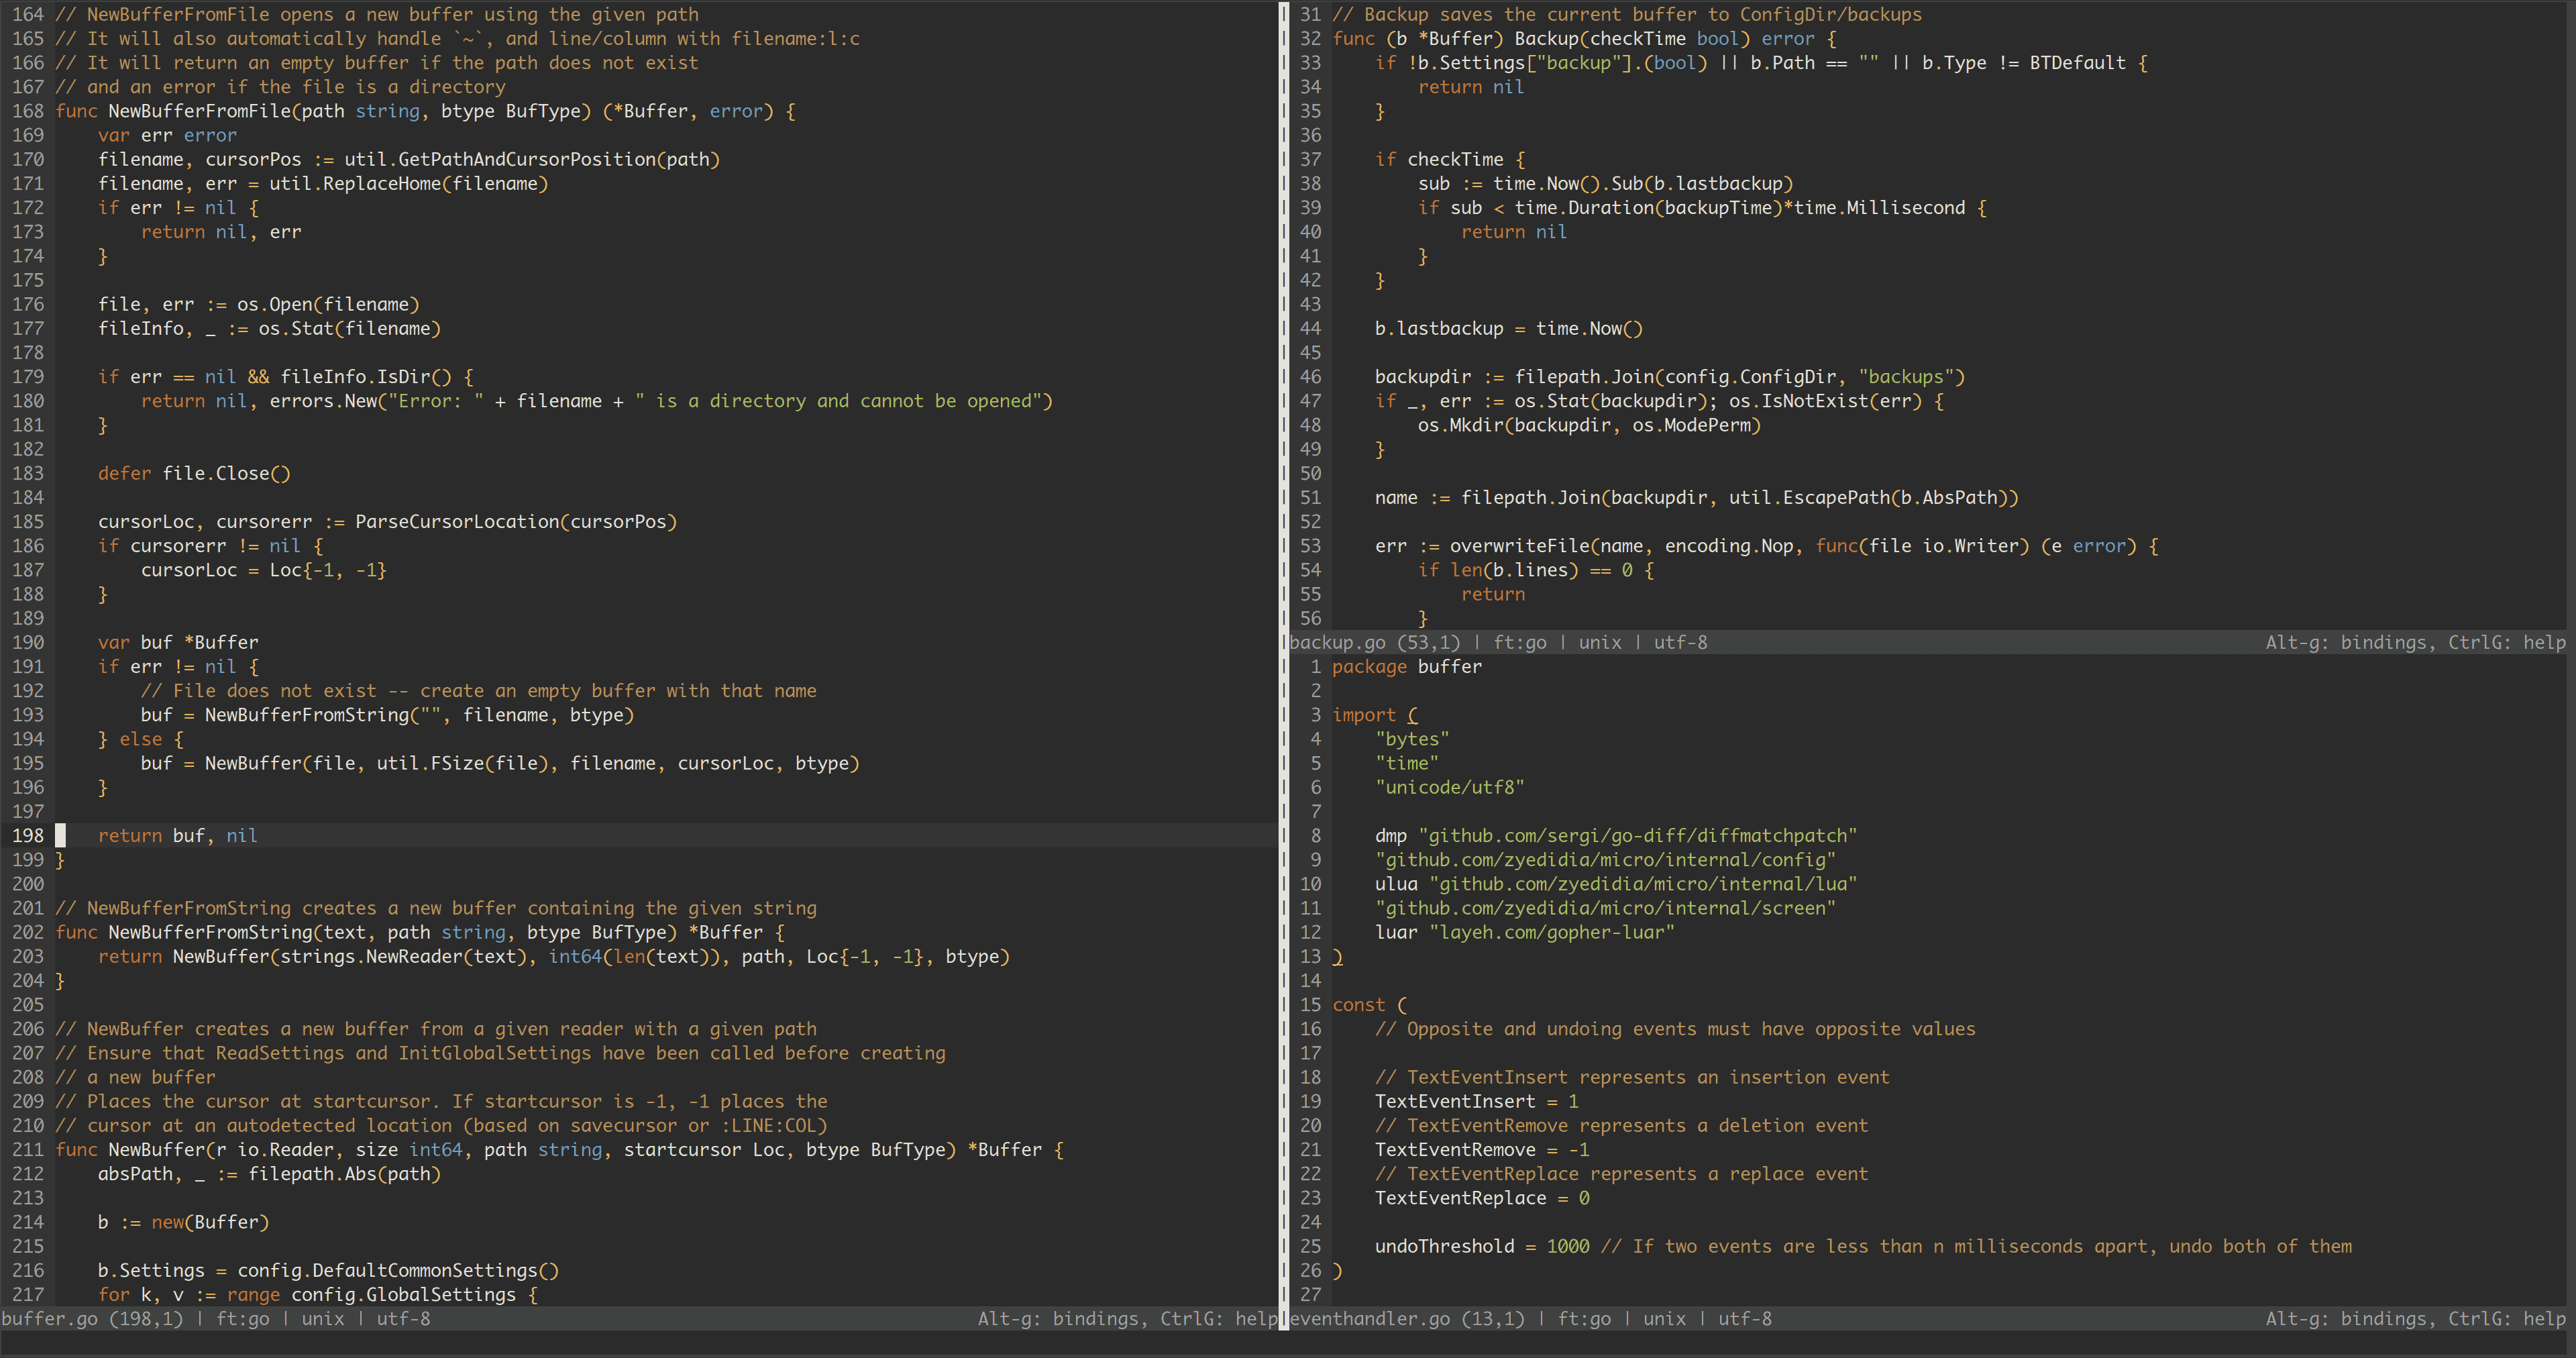 164 // NewBufferFromFile opens a new buffer using the given path
165 // It will also automatically handle `~`, and line/column with filename:l:c
166 // It will return an empty buffer if the path does not exist
167 // and an error if the file is a directory
168 func NewBufferFromFile(path string, btype BufType) (*Buffer, error) {
169     var err error
170     filename, cursorPos := util.GetPathAndCursorPosition(path)
171     filename, err = util.ReplaceHome(filename)
172     if err != nil {
173         return nil, err
174     }
175
176     file, err := os.Open(filename)
177     fileInfo, _ := os.Stat(filename)
178
179     if err == nil && fileInfo.IsDir() {
180         return nil, errors.New("Error: " + filename + " is a directory and cannot be opened")
181     }
182
183     defer file.Close()
184
185     cursorLoc, cursorerr := ParseCursorLocation(cursorPos)
186     if cursorerr != nil {
187         cursorLoc = Loc{-1, -1}
188     }
189
190     var buf *Buffer
191     if err != nil {
192         // File does not exist -- create an empty buffer with that name
193         buf = NewBufferFromString("", filename, btype)
194     } else {
195         buf = NewBuffer(file, util.FSize(file), filename, cursorLoc, btype)
196     }
197
198     return buf, nil
199 }
200
201 // NewBufferFromString creates a new buffer containing the given string
202 func NewBufferFromString(text, path string, btype BufType) *Buffer {
203     return NewBuffer(strings.NewReader(text), int64(len(text)), path, Loc{-1, -1}, btype)
204 }
205
206 // NewBuffer creates a new buffer from a given reader with a given path
207 // Ensure that ReadSettings and InitGlobalSettings have been called before creating
208 // a new buffer
209 // Places the cursor at startcursor. If startcursor is -1, -1 places the
210 // cursor at an autodetected location (based on savecursor or :LINE:COL)
211 func NewBuffer(r io.Reader, size int64, path string, startcursor Loc, btype BufType) *Buffer {
212     absPath, _ := filepath.Abs(path)
213
214     b := new(Buffer)
215
216     b.Settings = config.DefaultCommonSettings()
217     for k, v := range config.GlobalSettings {
buffer.go (198,1) | ft:go | unix | utf-8 Alt-g: bindings, CtrlG: help
31 // Backup saves the current buffer to ConfigDir/backups
32 func (b *Buffer) Backup(checkTime bool) error {
33     if !b.Settings["backup"].(bool) || b.Path == "" || b.Type != BTDefault {
34         return nil
35     }
36
37     if checkTime {
38         sub := time.Now().Sub(b.lastbackup)
39         if sub < time.Duration(backupTime)*time.Millisecond {
40             return nil
41         }
42     }
43
44     b.lastbackup = time.Now()
45
46     backupdir := filepath.Join(config.ConfigDir, "backups")
47     if _, err := os.Stat(backupdir); os.IsNotExist(err) {
48         os.Mkdir(backupdir, os.ModePerm)
49     }
50
51     name := filepath.Join(backupdir, util.EscapePath(b.AbsPath))
52
53     err := overwriteFile(name, encoding.Nop, func(file io.Writer) (e error) {
54         if len(b.lines) == 0 {
55             return
56         }
backup.go (53,1) | ft:go | unix | utf-8 Alt-g: bindings, CtrlG: help
1 package buffer
2
3 import (
4     "bytes"
5     "time"
6     "unicode/utf8"
7
8     dmp "github.com/sergi/go-diff/diffmatchpatch"
9     "github.com/zyedidia/micro/internal/config"
10     ulua "github.com/zyedidia/micro/internal/lua"
11     "github.com/zyedidia/micro/internal/screen"
12     luar "layeh.com/gopher-luar"
13 )
14
15 const (
16     // Opposite and undoing events must have opposite values
17
18     // TextEventInsert represents an insertion event
19     TextEventInsert = 1
20     // TextEventRemove represents a deletion event
21     TextEventRemove = -1
22     // TextEventReplace represents a replace event
23     TextEventReplace = 0
24
25     undoThreshold = 1000 // If two events are less than n milliseconds apart, undo both of them
26 )
27
eventhandler.go (13,1) | ft:go | unix | utf-8 Alt-g: bindings, CtrlG: help